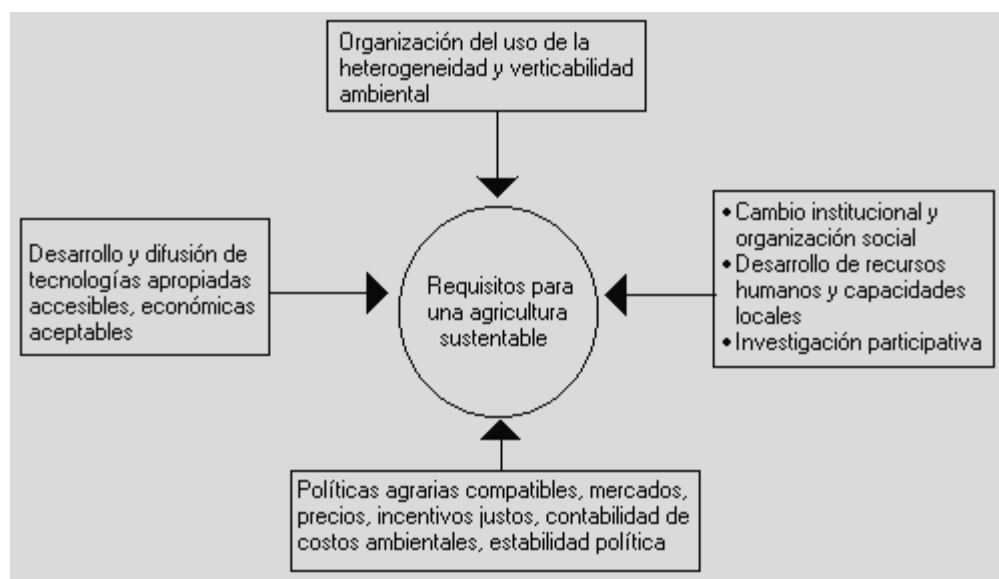 Organización del uso de la
heterogeneidad y verticabilidad
ambiental
Desarrollo y difusión de
tecnologías apropiadas
accesibles, económicas
aceptables
Requisitos para
una agricultura
sustentable
• Cambio institucional y
organización social
• Desarrollo de recursos
humanos y capacidades
locales
• Investigación participativa
Políticas agrarias compatibles, mercados,
precios, incentivos justos, contabilidad de
costos ambientales, estabilidad política